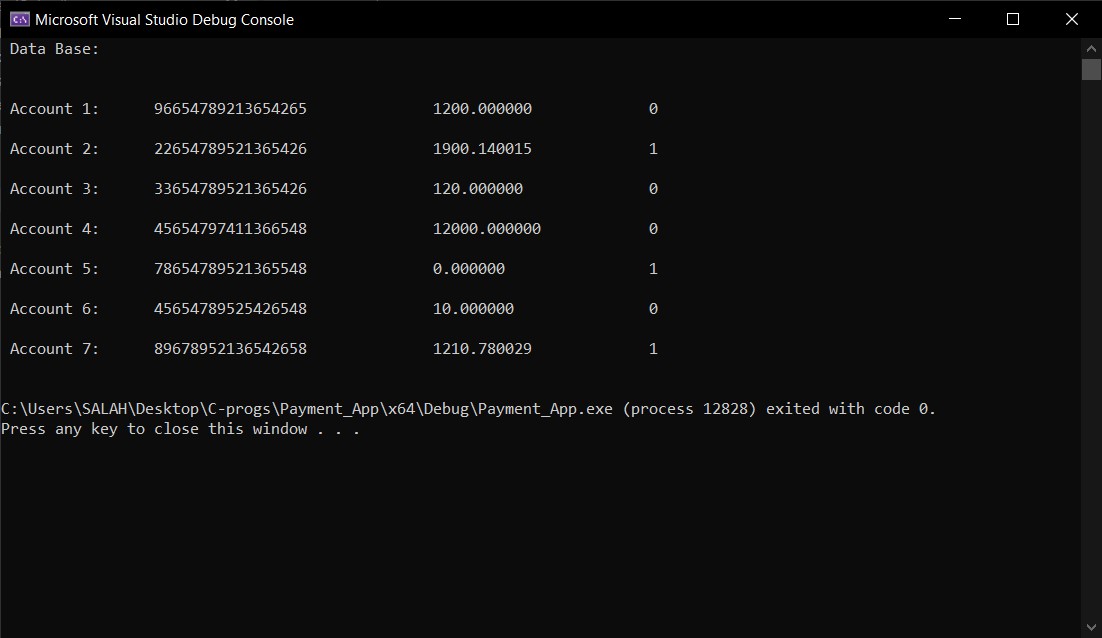 Microsoft Visual Studio Debug Console
Data Base:
Account 1: 96654789213654265 1200.000000 0
Account 2: 22654789521365426 1900.140015 1
Account 3: 33654789521365426 120.000000 0
Account 4: 45654797411366548 12000.000000 0
Account 5: 78654789521365548 0.000000 1
Account 6: 45654789525426548 10.000000 0
Account 7: 89678952136542658 1210.780029 1
C:\Users\SALAH\Desktop\C-progs\Payment_App\x64\Debug\Payment_App.exe (process 12828) exited with code 0.
Press any key to close this window . . .